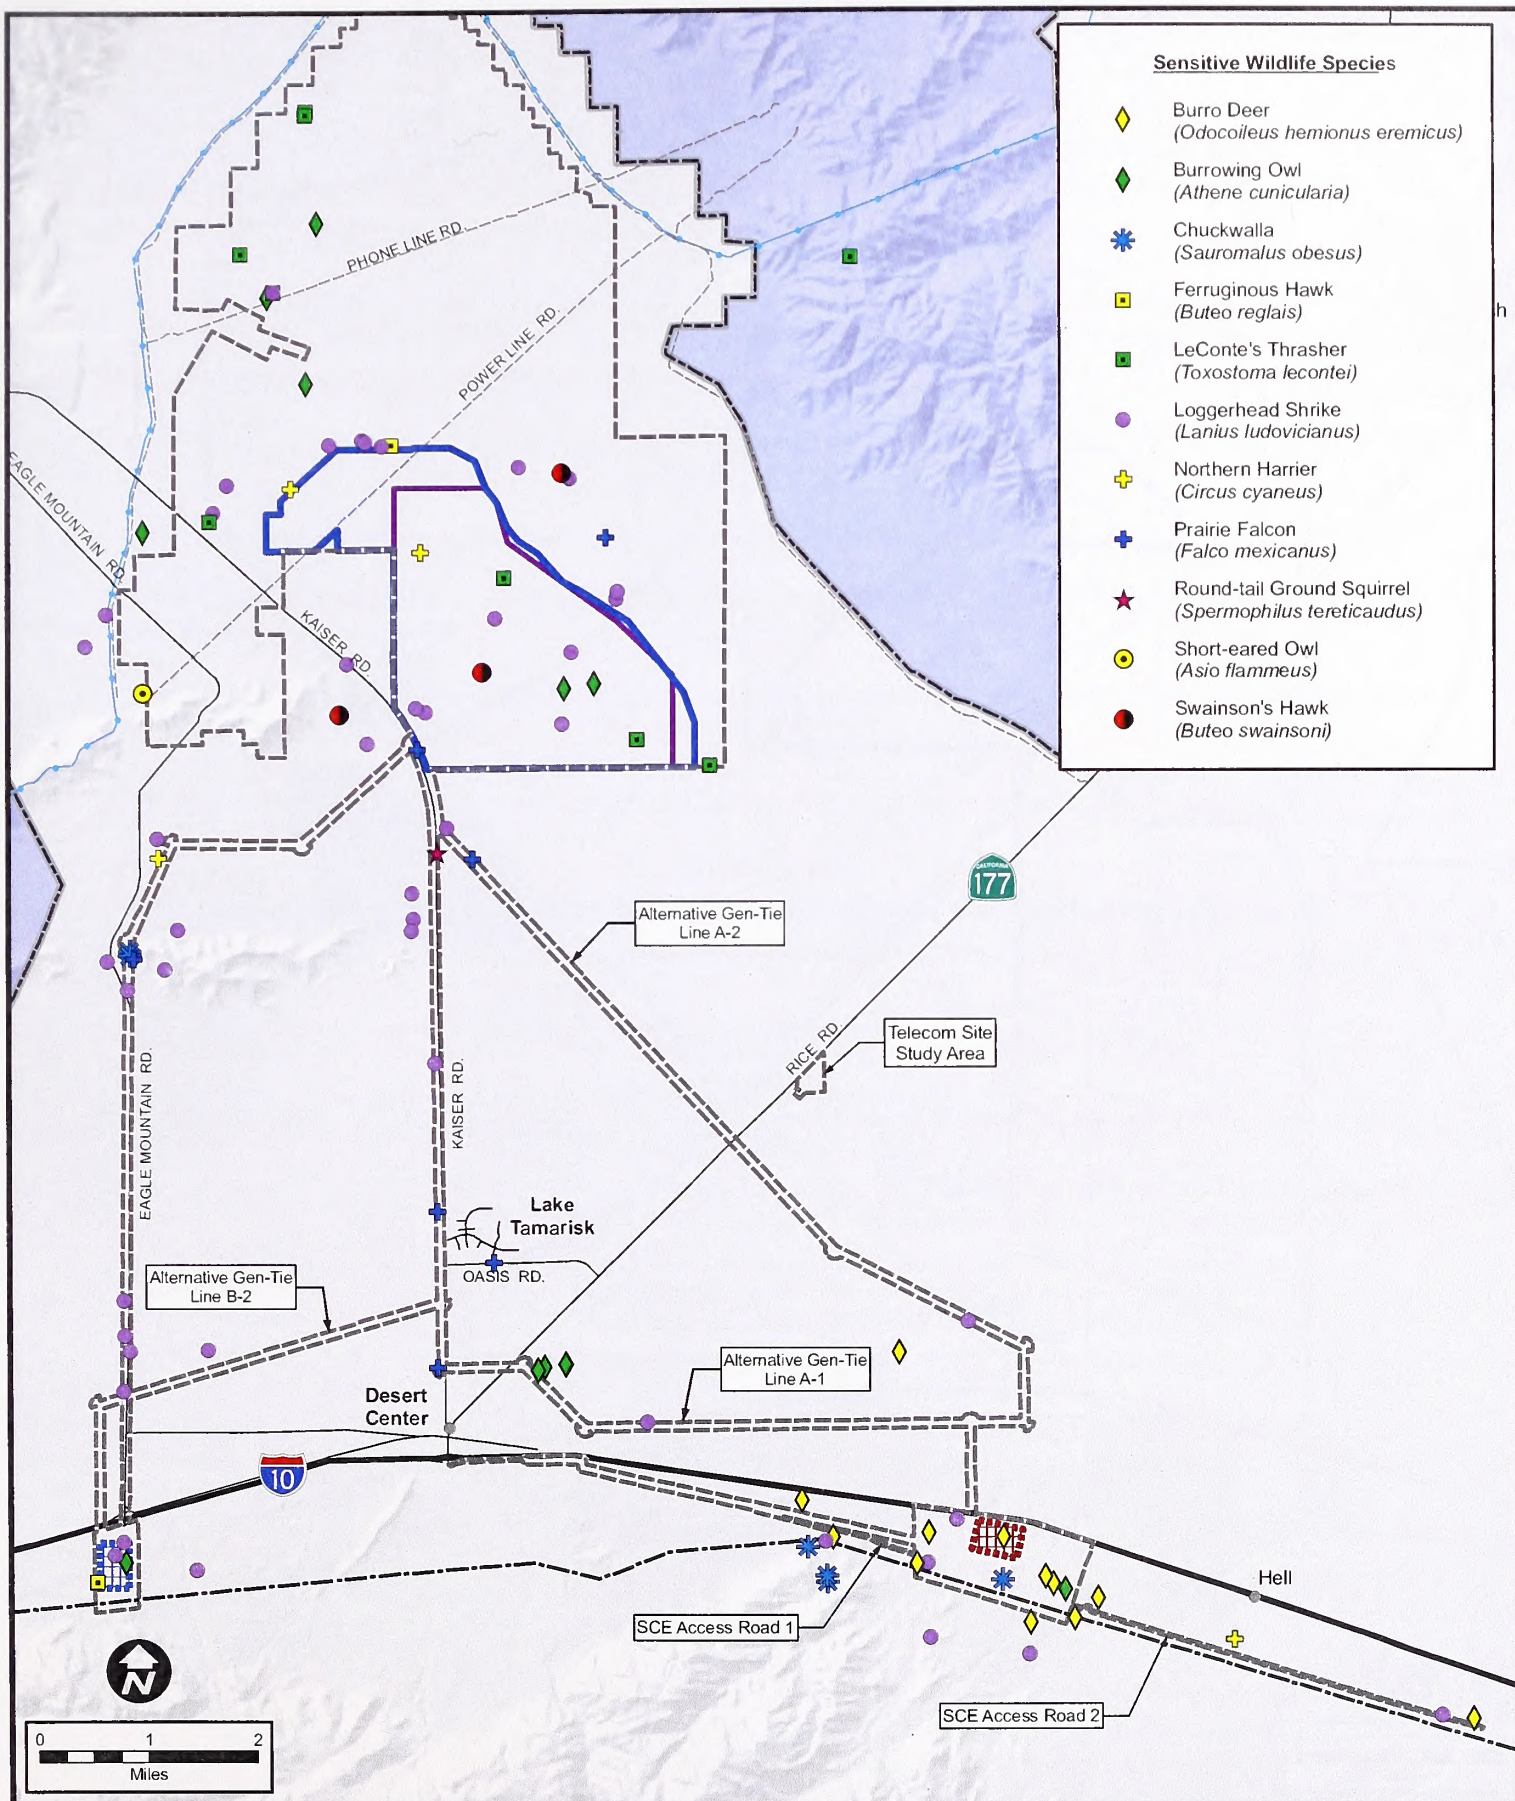 Sensitive Wildlife Species
Burro Deer
(Odocoileus hemionus eremicus)
Burrowing Owl
(Athene cunicularia)
Chuckwalla
(Sauromalus obesus)
Ferruginous Hawk
(Buteo reglais)
LeConte's Thrasher
(Toxostoma lecontei)
Loggerhead Shrike
(Lanius ludovicianus)
Northern Harrier
(Circus cyaneus)
Prairie Falcon
(Falco mexicanus)
Round-tail Ground Squirrel
(Spermophilus tereticaudus)
Short-eared Owl
(Asio flammeus)
Swainson's Hawk
(Buteo swainsoni)
h
PHONE LINE RD.
POWER LINE RD.
EAGLE MOUNTAIN RD.
KAISER RD.
CALIFORNIA
177
Alternative Gen-Tie
Line A-2
Telecom Site
Study Area
RICE RD.
EAGLE MOUNTAIN RD.
KAISER RD.
Lake
Tamarisk
OASIS RD.
Alternative Gen-Tie
Line B-2
Alternative Gen-Tie
Line A-1
Desert
Center
10
Hell
SCE Access Road 1
SCE Access Road 2
N
0 1 2
Miles